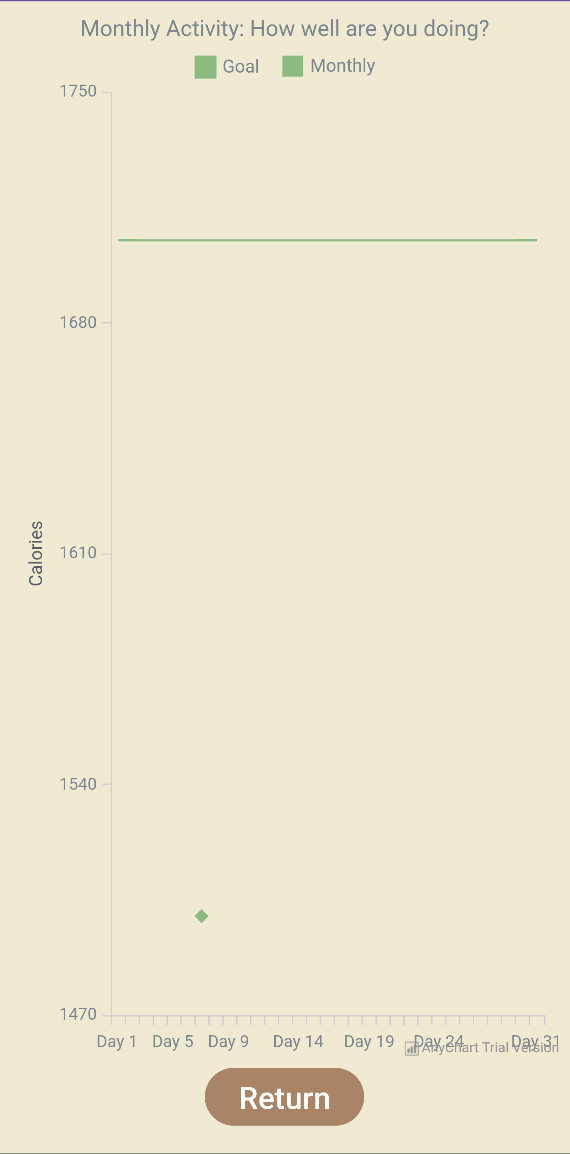 Monthly Activity: How well are you doing?
Goal Monthly
1750
1680
1610
1540
1470
Calories
Day 1 Day 5 Day 9 Day 14 Day 19 Day 24 Day 31
AnyChart Trial Version
Return